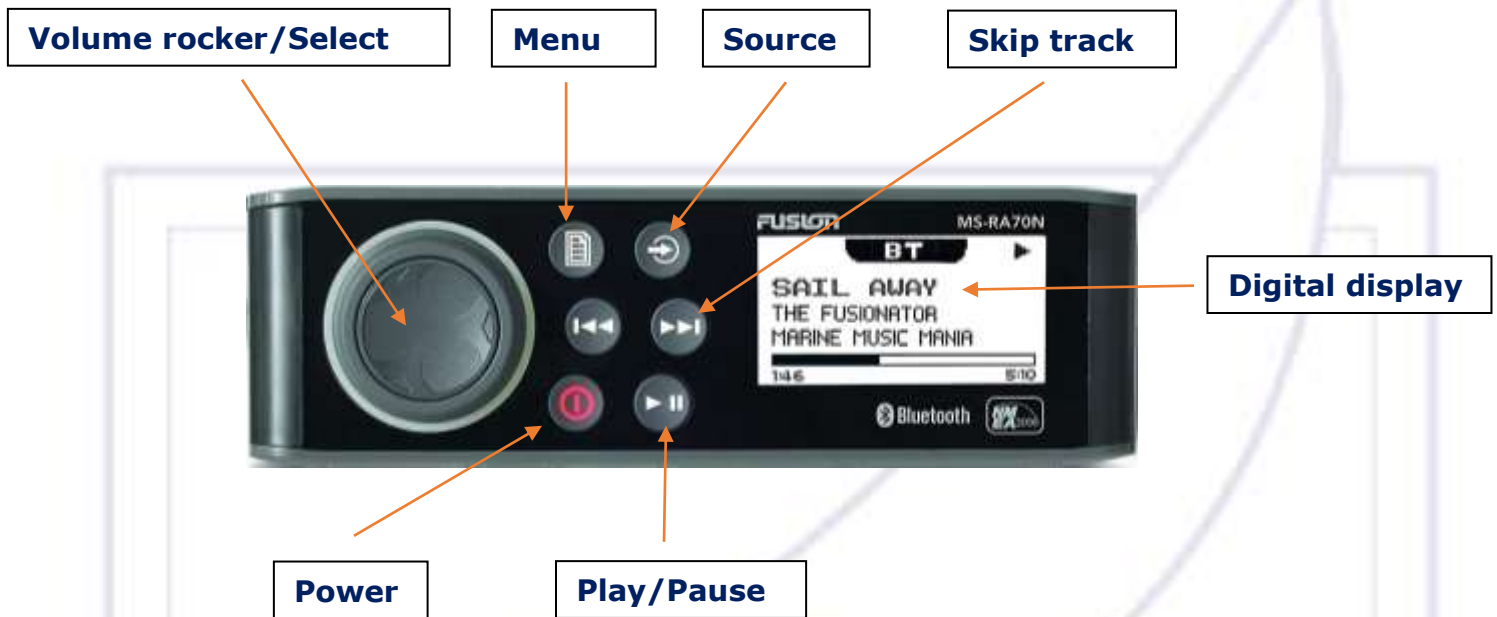 Volume rocker/Select
Menu
Source
Skip track
FUSION
MS-RA70N
BT
SAIL AWAY
THE FUSIONATOR
MARINE MUSIC MANIA
1:46
5:10
Digital display
Bluetooth
Power
Play/Pause